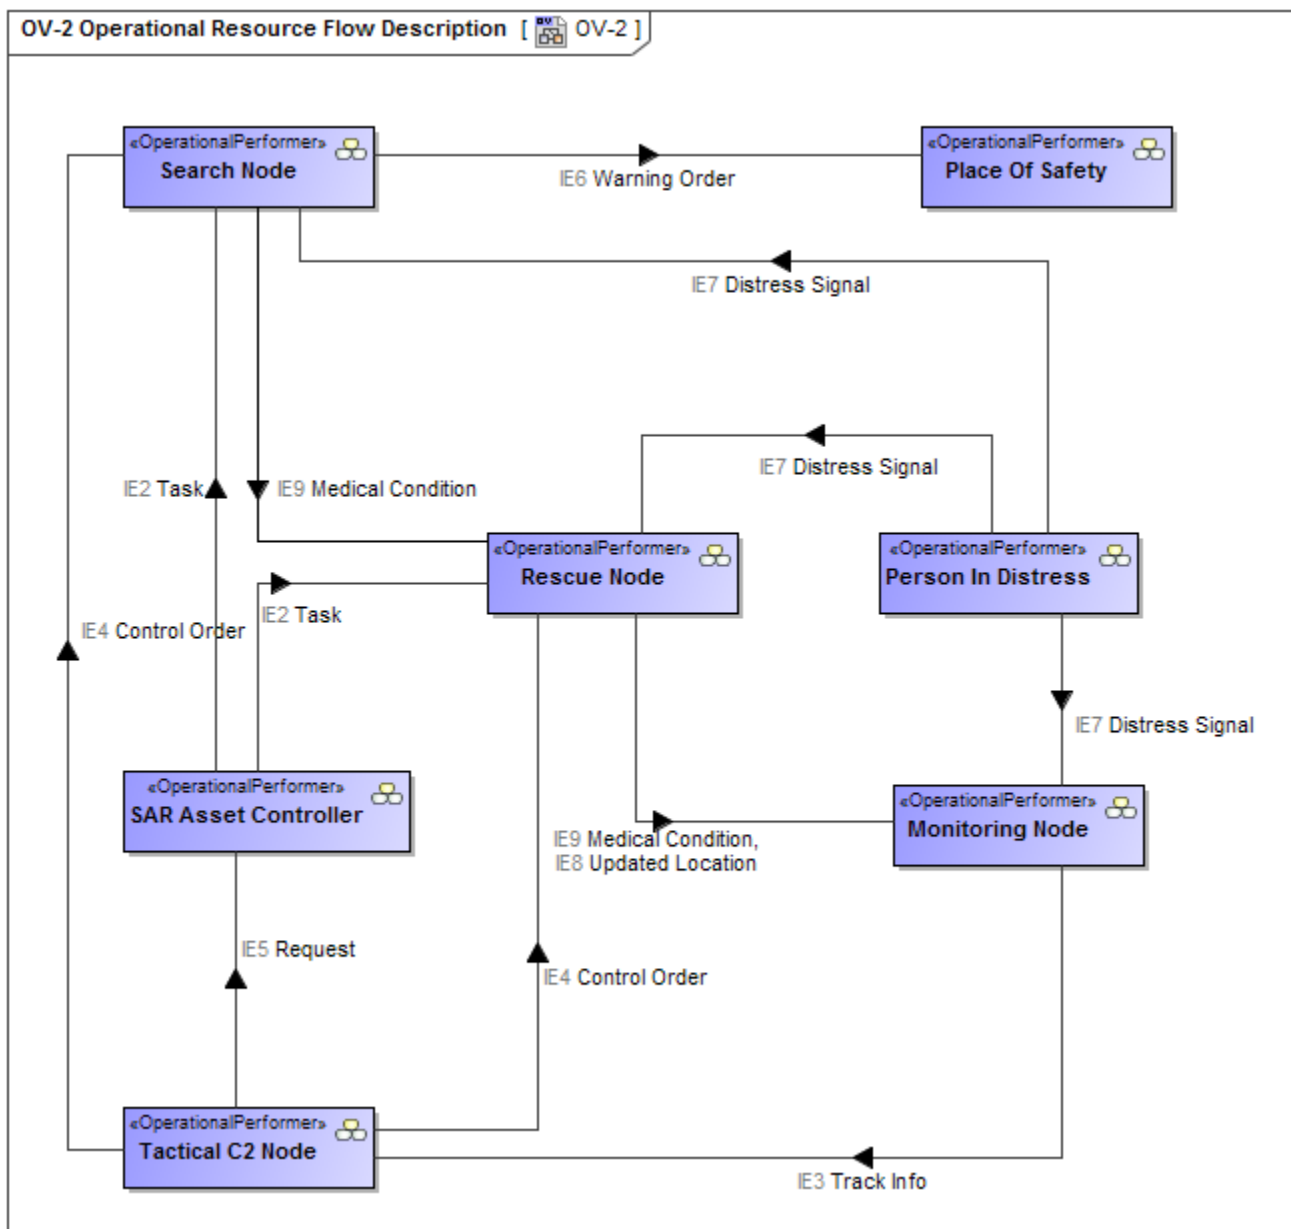 OV-2 Operational Resource Flow Description [ OV-2 ]
«OperationalPerformer»
Search Node
«OperationalPerformer»
Place Of Safety
IE6 Warning Order
IE7 Distress Signal
IE7 Distress Signal
IE2 Task
IE9 Medical Condition
«OperationalPerformer»
Rescue Node
«OperationalPerformer»
Person In Distress
IE2 Task
IE4 Control Order
IE7 Distress Signal
«OperationalPerformer»
SAR Asset Controller
«OperationalPerformer»
Monitoring Node
IE9 Medical Condition,
IE8 Updated Location
IE5 Request
IE4 Control Order
«OperationalPerformer»
Tactical C2 Node
IE3 Track Info